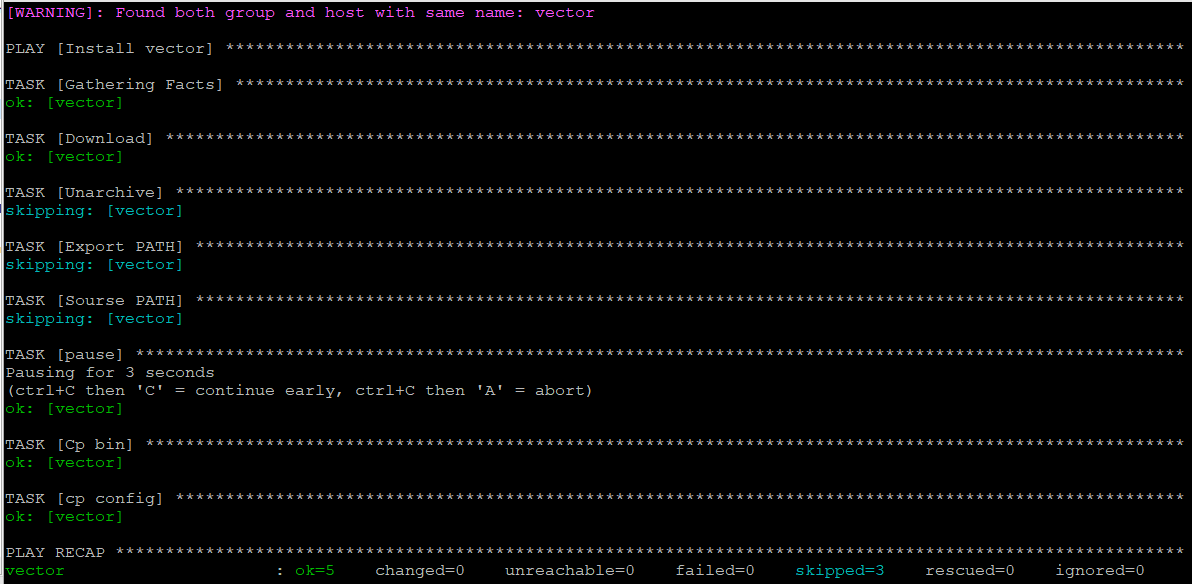 [WARNING]: Found both group and host with same name: vector
PLAY [Install vector] ************************************************************************************************
TASK [Gathering Facts] ***********************************************************************************************
ok: [vector]
TASK [Download] ******************************************************************************************************
ok: [vector]
TASK [Unarchive] *****************************************************************************************************
skipping: [vector]
TASK [Export PATH] ***************************************************************************************************
skipping: [vector]
TASK [Sourse PATH] ***************************************************************************************************
skipping: [vector]
TASK [pause] *********************************************************************************************************
Pausing for 3 seconds
(ctrl+C then 'C' = continue early, ctrl+C then 'A' = abort)
ok: [vector]
TASK [Cp bin] ********************************************************************************************************
ok: [vector]
TASK [cp config] *****************************************************************************************************
ok: [vector]
PLAY RECAP ***********************************************************************************************************
vector                     : ok=5    changed=0    unreachable=0    failed=0    skipped=3    rescued=0    ignored=0